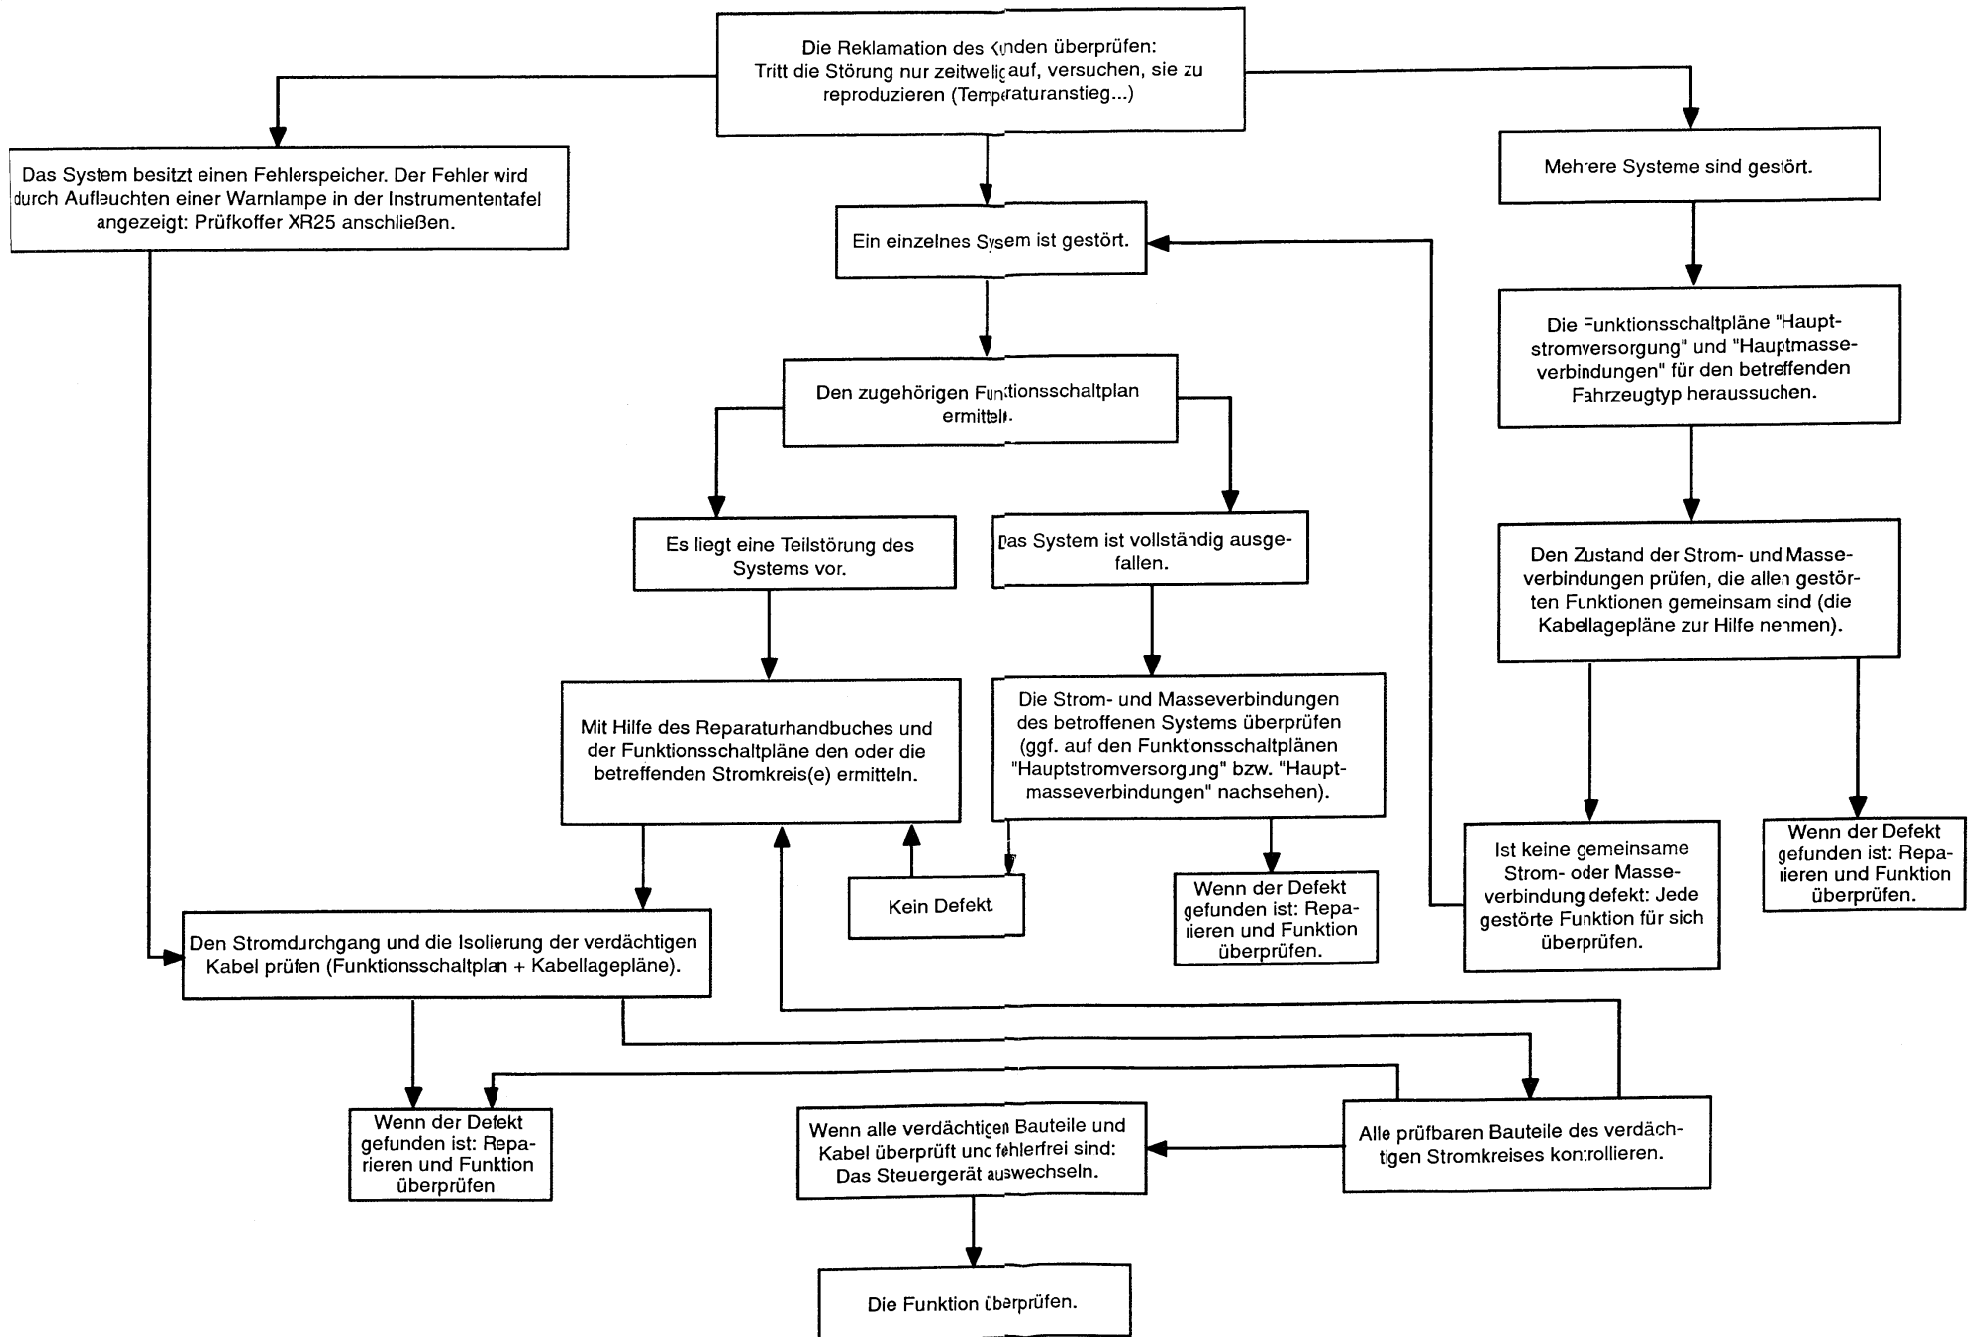 Die Reklamation des Kunden überprüfen:
Tritt die Störung nur zeitwelig auf, versuchen, sie zu
reproduzieren (Temperaturanstieg...)
Das System besitzt einen Fehlerspeicher. Der Fehler wird
durch Aufleuchten einer Warnlampe in der Instrumententafel
angezeigt: Prüfkoffer XR25 anschließen.
Ein einzelnes System ist gestört.
Mehrere Systeme sind gestört.
Die Funktionsschaltpläne "Haupt-
stromversorgung" und "Hauptmasse-
verbindungen" für den betreffenden
Fahrzeugtyp heraussuchen.
Den zugehörigen Funktionsschaltplan
ermitteln.
Es liegt eine Teilstörung des
Systems vor.
Das System ist vollständig ausge-
fallen.
Den Zustand der Strom- und Masse-
verbindungen prüfen, die allen gestör-
ten Funktionen gemeinsam sind (die
Kabellagepläne zur Hilfe nehmen).
Mit Hilfe des Reparaturhandbuches und
der Funktionsschaltpläne den oder die
betreffenden Stromkreis(e) ermitteln.
Die Strom- und Masseverbindungen
des betroffenen Systems überprüfen
(ggf. auf den Funktonsschaltplänen
"Hauptstromversorgung" bzw. "Haupt-
masseverbindungen" nachsehen).
Kein Defekt
Wenn der Defekt
gefunden ist: Repa-
rieren und Funktion
überprüfen.
Ist keine gemeinsame
Strom- oder Masse-
verbindung defekt: Jede
gestörte Funktion für sich
überprüfen.
Wenn der Defekt
gefunden ist: Repa-
rieren und Funktion
überprüfen.
Den Stromdurchgang und die Isolierung der verdächtigen
Kabel prüfen (Funktionsschaltplan + Kabellagepläne).
Wenn der Defekt
gefunden ist: Repa-
rieren und Funktion
überprüfen
Wenn alle verdächtigen Bauteile und
Kabel überprüft und fehlerfrei sind:
Das Steuergerät auswechseln.
Alle prüfbaren Bauteile des verdäch-
tigen Stromkreises kontrollieren.
Die Funktion überprüfen.